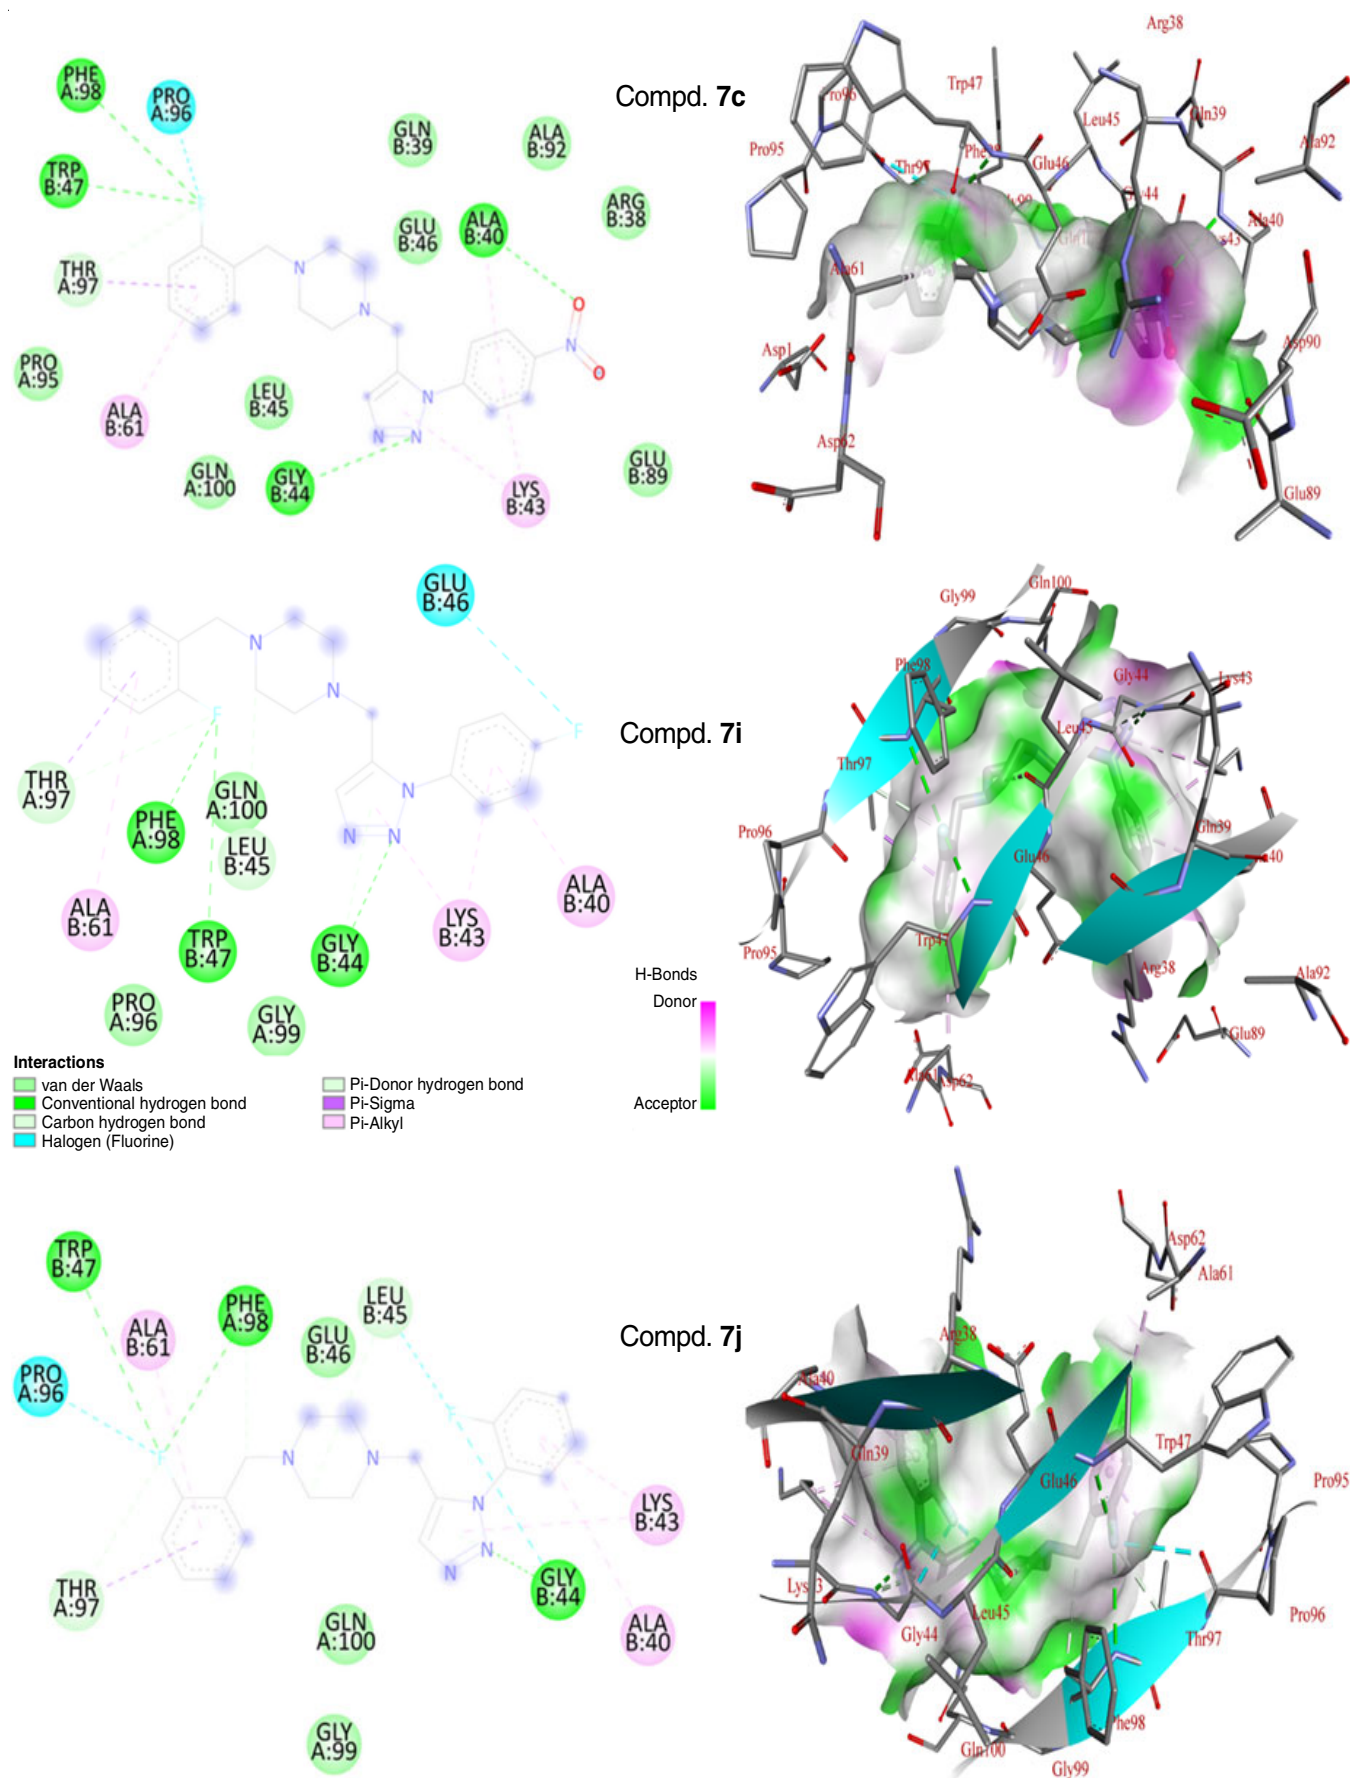 Compd. 7c
PHE
A:98
PRO
A:96
TRP
B:47
THR
A:97
PRO
A:95
ALA
B:61
GLN
A:100
LEU
B:45
GLY
B:44
GLN
B:39
GLU
B:46
ALA
B:40
ALA
B:92
ARG
B:38
LYS
B:43
GLU
B:89
F
N
N
N
N
N
N
O
O
Arg38
Trp47
Pro95
Leu45
Gln39
Ala92
Glu46
Ala40
Ala61
Asp1
Asp62
Asp90
Glu89
Compd. 7i
GLU
B:46
THR
A:97
PHE
A:98
GLN
A:100
LEU
B:45
ALA
B:61
TRP
B:47
GLY
B:44
LYS
B:43
ALA
B:40
PRO
A:96
GLY
A:99
N
N
F
F
N
N
N
Gln100
Gly99
Phe98
Gly44
Lys43
Leu45
Thr97
Pro96
Glu46
Gln39
Trp47
Pro95
Arg38
Ala92
Glu89
Asp62
H-Bonds
Donor
Acceptor
Interactions
van der Waals
Conventional hydrogen bond
Carbon hydrogen bond
Halogen (Fluorine)
Pi-Donor hydrogen bond
Pi-Sigma
Pi-Alkyl
Compd. 7j
TRP
B:47
ALA
B:61
PHE
A:98
PRO
A:96
GLU
B:46
LEU
B:45
THR
A:97
GLN
A:100
GLY
A:99
LYS
B:43
GLY
B:44
ALA
B:40
F
N
N
F
N
N
N
Asp62
Ala61
Arg38
Ala40
Gln39
Trp47
Glu46
Pro95
Leu45
Gly44
Pro96
Thr97
Phe98
Gln100
Gly99